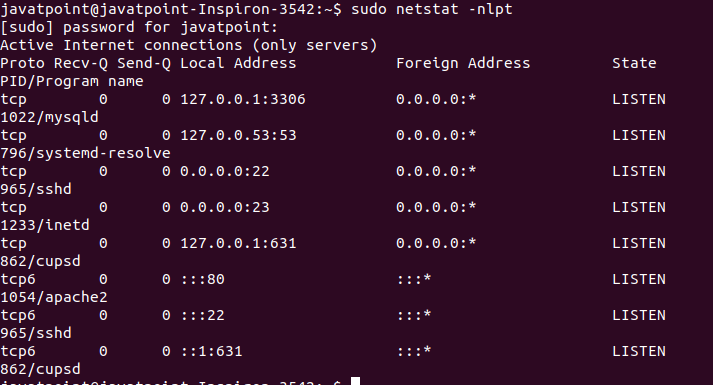 javatpoint@javatpoint-Inspiron-3542:~$ sudo netstat -nlpt
[sudo] password for javatpoint:
Active Internet connections (only servers)
Proto Recv-Q Send-Q Local Address           Foreign Address         State
PID/Program name
tcp        0      0 127.0.0.1:3306          0.0.0.0:*               LISTEN
1022/mysqld
tcp        0      0 127.0.0.53:53           0.0.0.0:*               LISTEN
796/systemd-resolve
tcp        0      0 0.0.0.0:22              0.0.0.0:*               LISTEN
965/sshd
tcp        0      0 0.0.0.0:23              0.0.0.0:*               LISTEN
1233/inetd
tcp        0      0 127.0.0.1:631           0.0.0.0:*               LISTEN
862/cupsd
tcp6       0      0 :::80                   :::*                    LISTEN
1054/apache2
tcp6       0      0 :::22                   :::*                    LISTEN
965/sshd
tcp6       0      0 ::1:631                 :::*                    LISTEN
862/cupsd
javatpoint@javatpoint-Inspiron-3542:~$